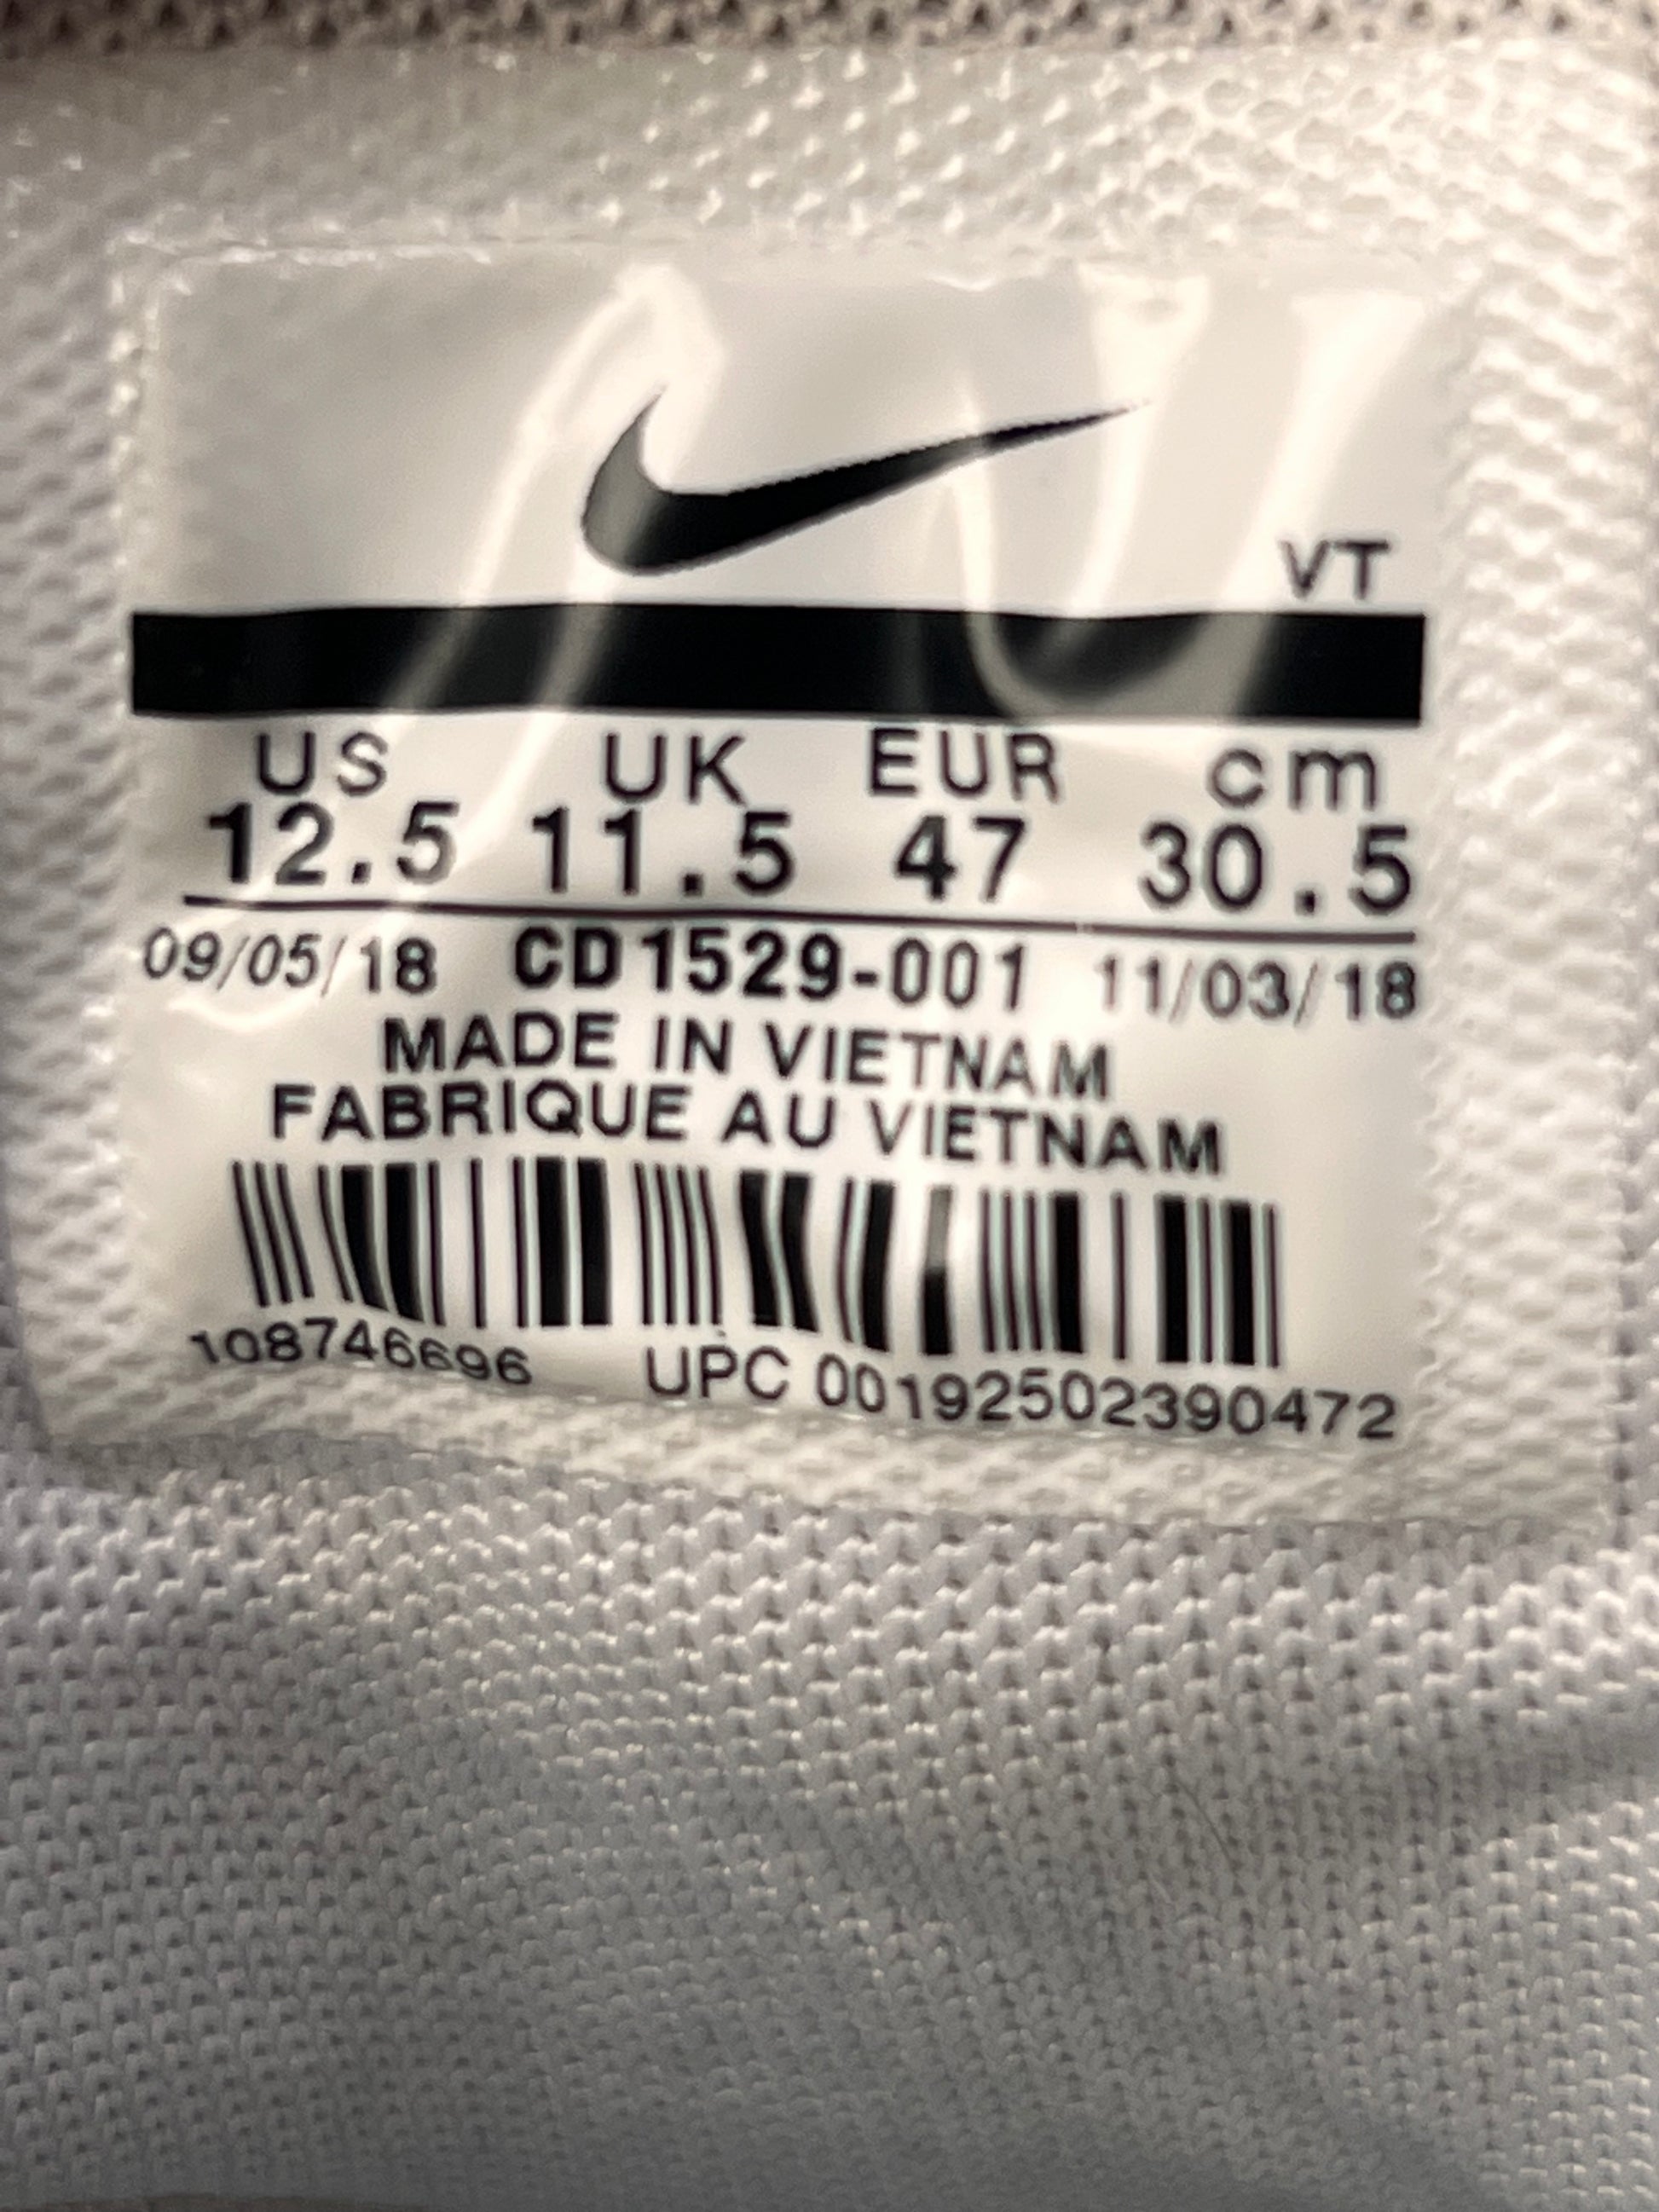 VT
US UK EUR cm
12.5 11.5 47 30.5
09/05/18 CD1529-001 11/03/18
MADE IN VIETNAM
FABRIQUE AU VIETNAM
108746696 UPC 00192502390472